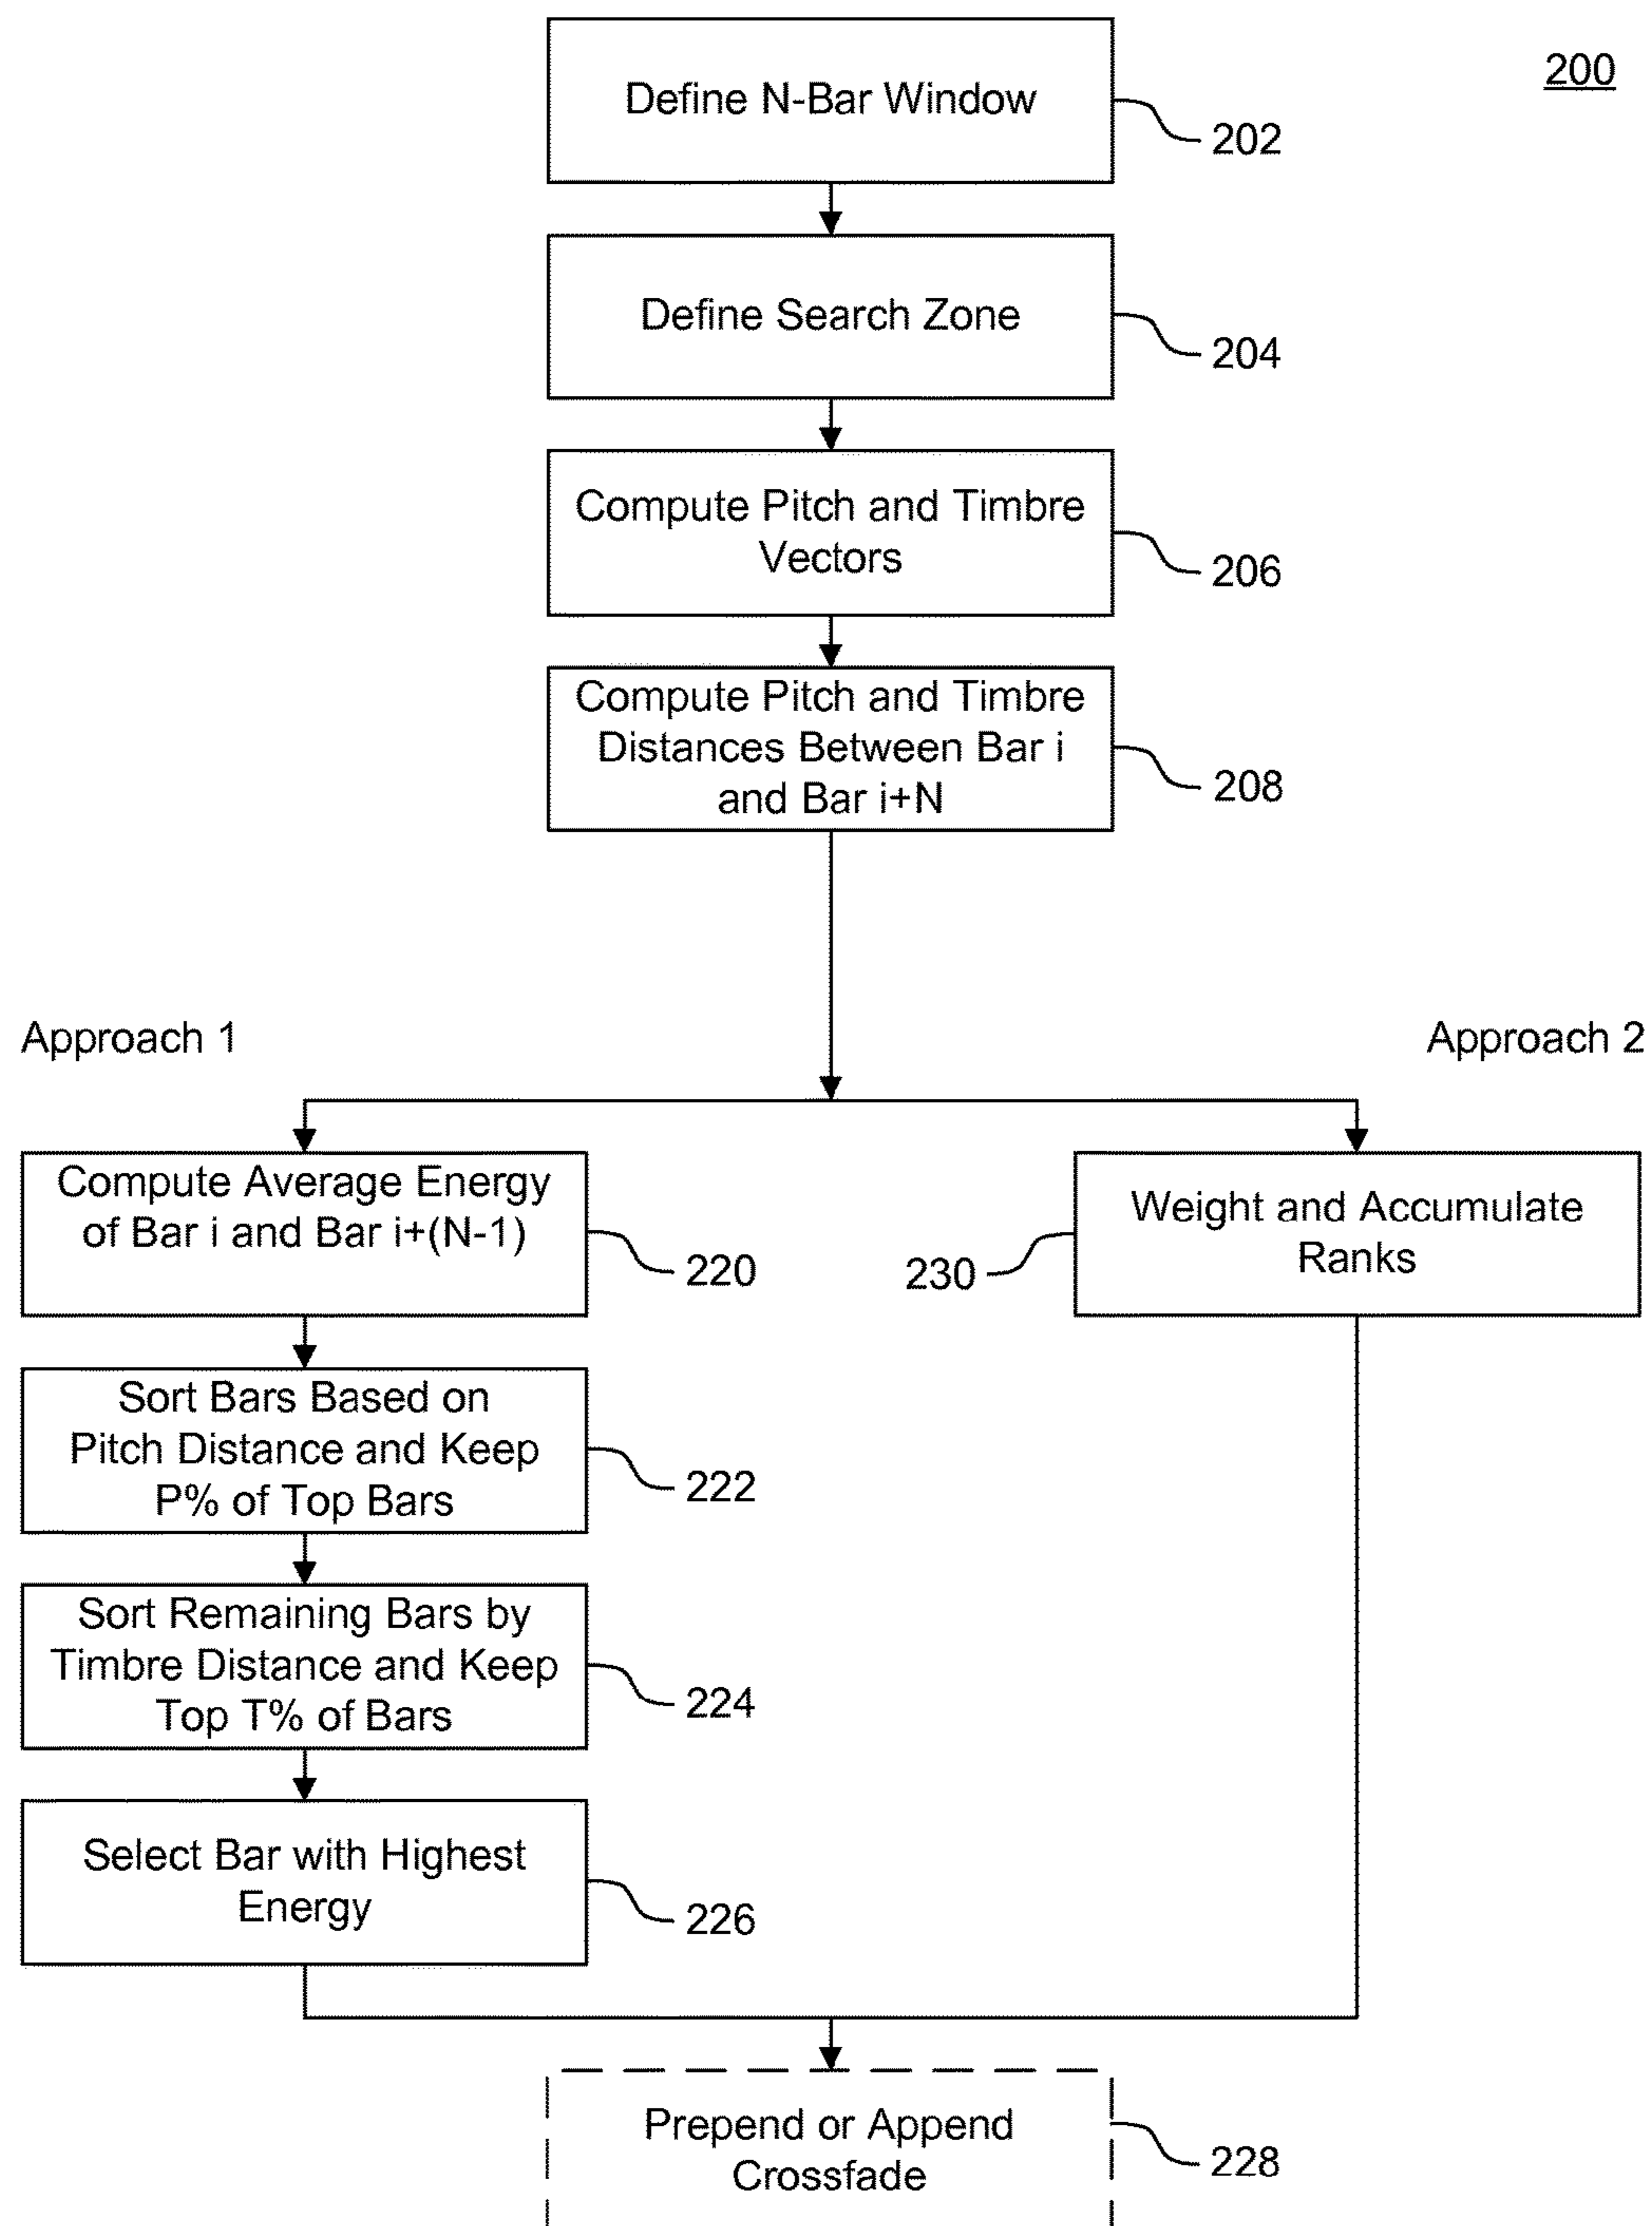 200
Define N-Bar Window
202
Define Search Zone
204
Compute Pitch and Timbre
Vectors
206
Compute Pitch and Timbre
Distances Between Bar i
and Bar i+N
208
Approach 1
Approach 2
Compute Average Energy
of Bar i and Bar i+(N-1)
220
Weight and Accumulate
Ranks
230
Sort Bars Based on
Pitch Distance and Keep
P% of Top Bars
222
Sort Remaining Bars by
Timbre Distance and Keep
Top T% of Bars
224
Select Bar with Highest
Energy
226
Prepend or Append
Crossfade
228